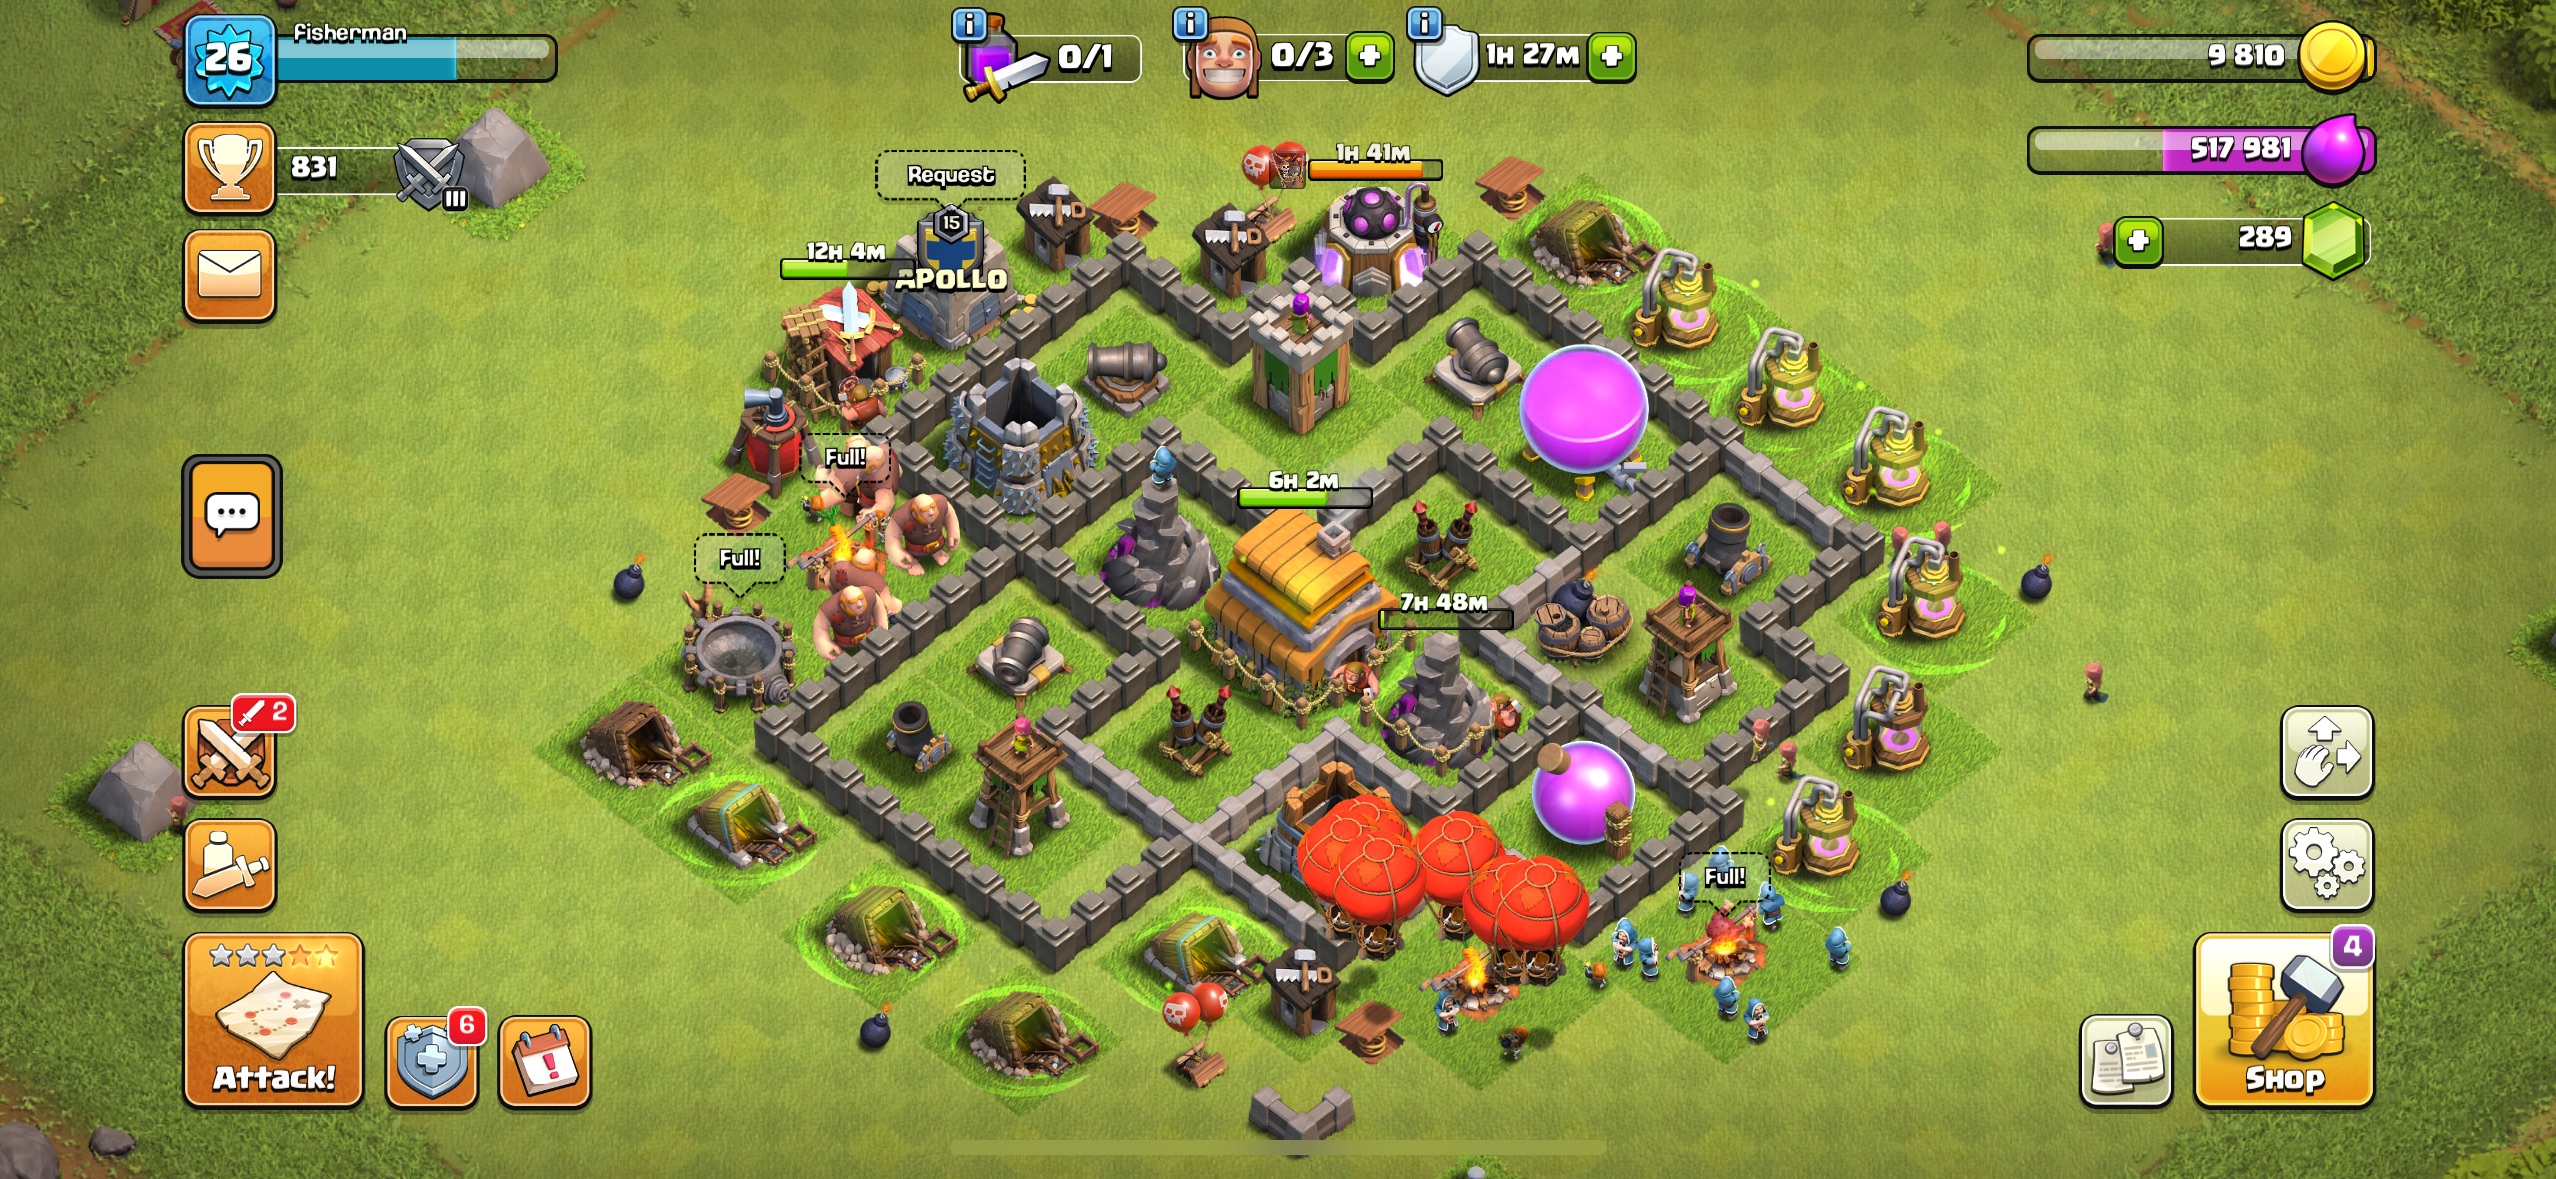 26
fisherman
0/1
0/3
1H 27M
9 810
831
III
517 981
289
Request
15
APOLLO
1H 41M
12H 4M
Full!
6H 2M
Full!
7H 48M
2
Full!
Attack!
6
4
Shop